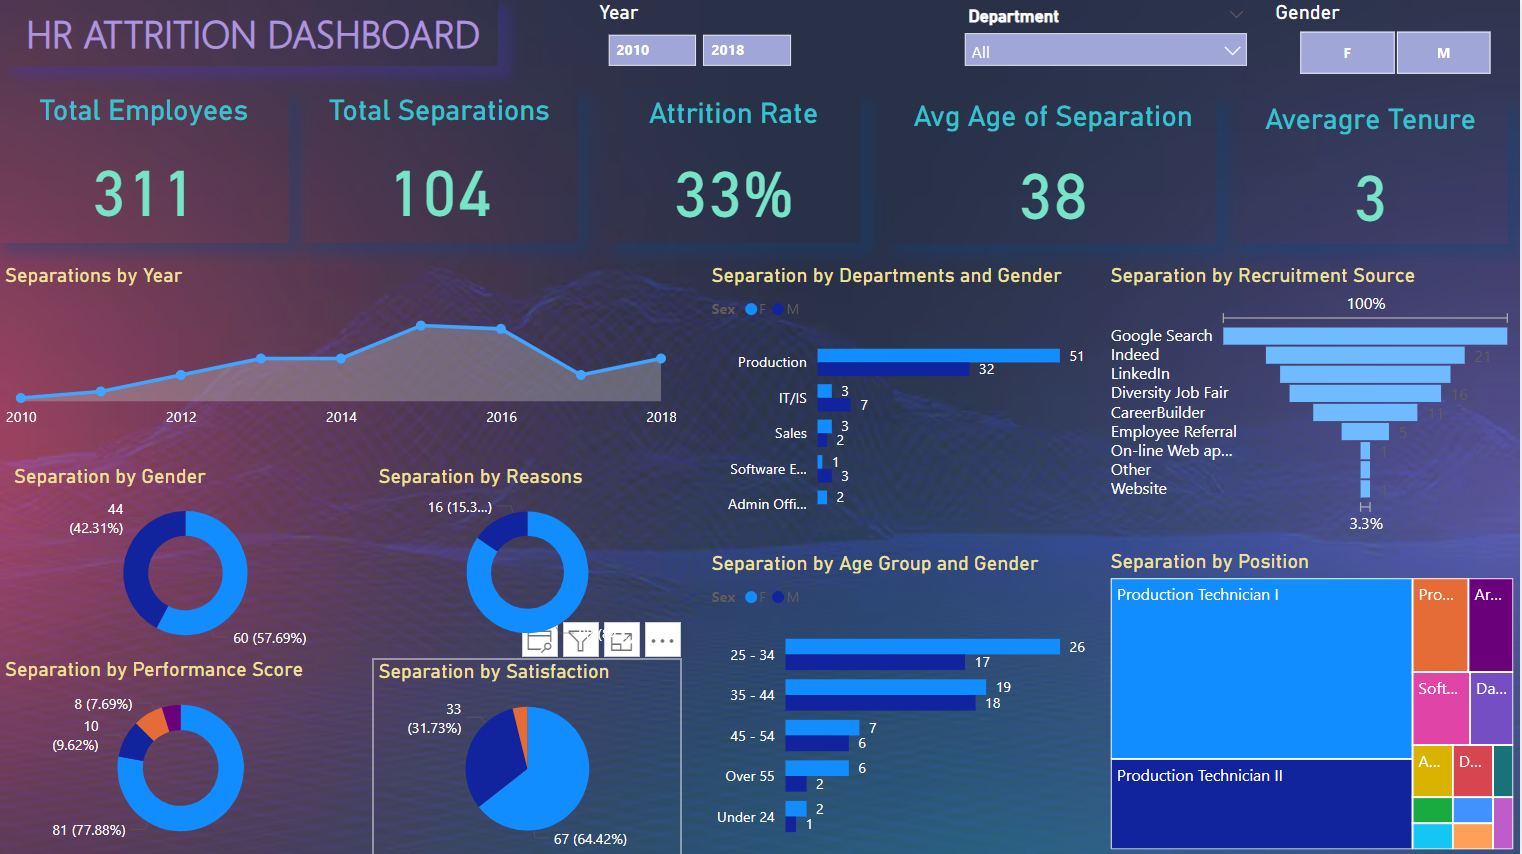 HR ATTRITION DASHBOARD
Year
2010
2018
Department
All
Gender
F
M
Total Employees
311
Total Separations
104
Attrition Rate
33%
Avg Age of Separation
38
Averagre Tenure
3
Separations by Year
2010
2012
2014
2016
2018
Separation by Gender
44
(42.31%)
60 (57.69%)
Separation by Reasons
16 (15.3...)
Separation by Performance Score
8 (7.69%)
10
(9.62%)
81 (77.88%)
Separation by Satisfaction
33
(31.73%)
67 (64.42%)
Separation by Departments and Gender
Sex F M
Production 51
32
IT/IS 3
7
Sales 3
2
Software E... 1
3
Admin Offi... 2
Separation by Age Group and Gender
Sex F M
25 - 34 26
17
35 - 44 19
18
45 - 54 7
6
Over 55 6
2
Under 24 2
1
Separation by Recruitment Source
100%
Google Search
Indeed 21
LinkedIn
Diversity Job Fair 16
CareerBuilder 11
Employee Referral
On-line Web ap... 1
Other
Website
3.3%
Separation by Position
Production Technician I
Production Technician II
Pro...
Ar...
Soft...
Da...
A...
D...